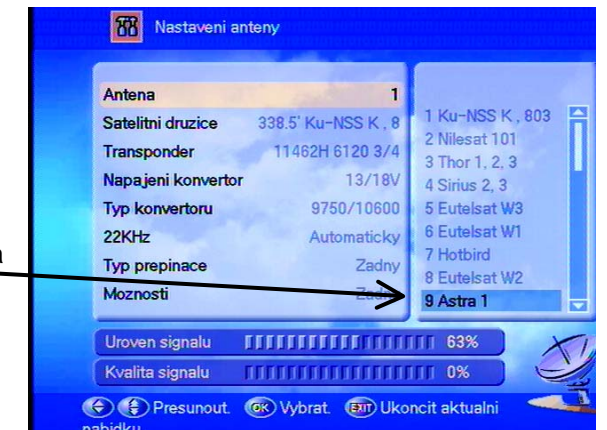 Nastaveni anteny
Antena 1
Satelitni druzice 338.5' Ku-NSS K , 8
Transponder 11462H 6120 3/4
Napajeni konvertor 13/18V
Typ konvertoru 9750/10600
22KHz Automaticky
Typ prepinace Zadny
Moznosti
1 Ku-NSS K , 803
2 Nilesat 101
3 Thor 1, 2, 3
4 Sirius 2, 3
5 Eutelsat W3
6 Eutelsat W1
7 Hotbird
8 Eutelsat W2
9 Astra 1
Uroven signalu 63%
Kvalita signalu 0%
Presunout. OK Vybrat. EXIT Ukoncit aktualni
nabidku